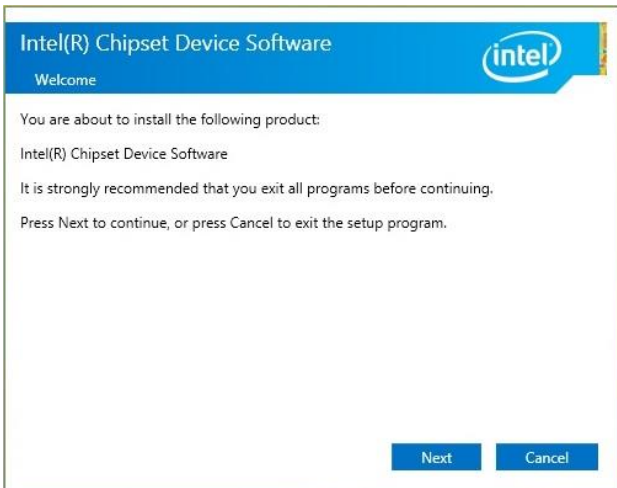 Intel(R) Chipset Device Software
intel
Welcome
You are about to install the following product:
Intel(R) Chipset Device Software
It is strongly recommended that you exit all programs before continuing.
Press Next to continue, or press Cancel to exit the setup program.
Next
Cancel